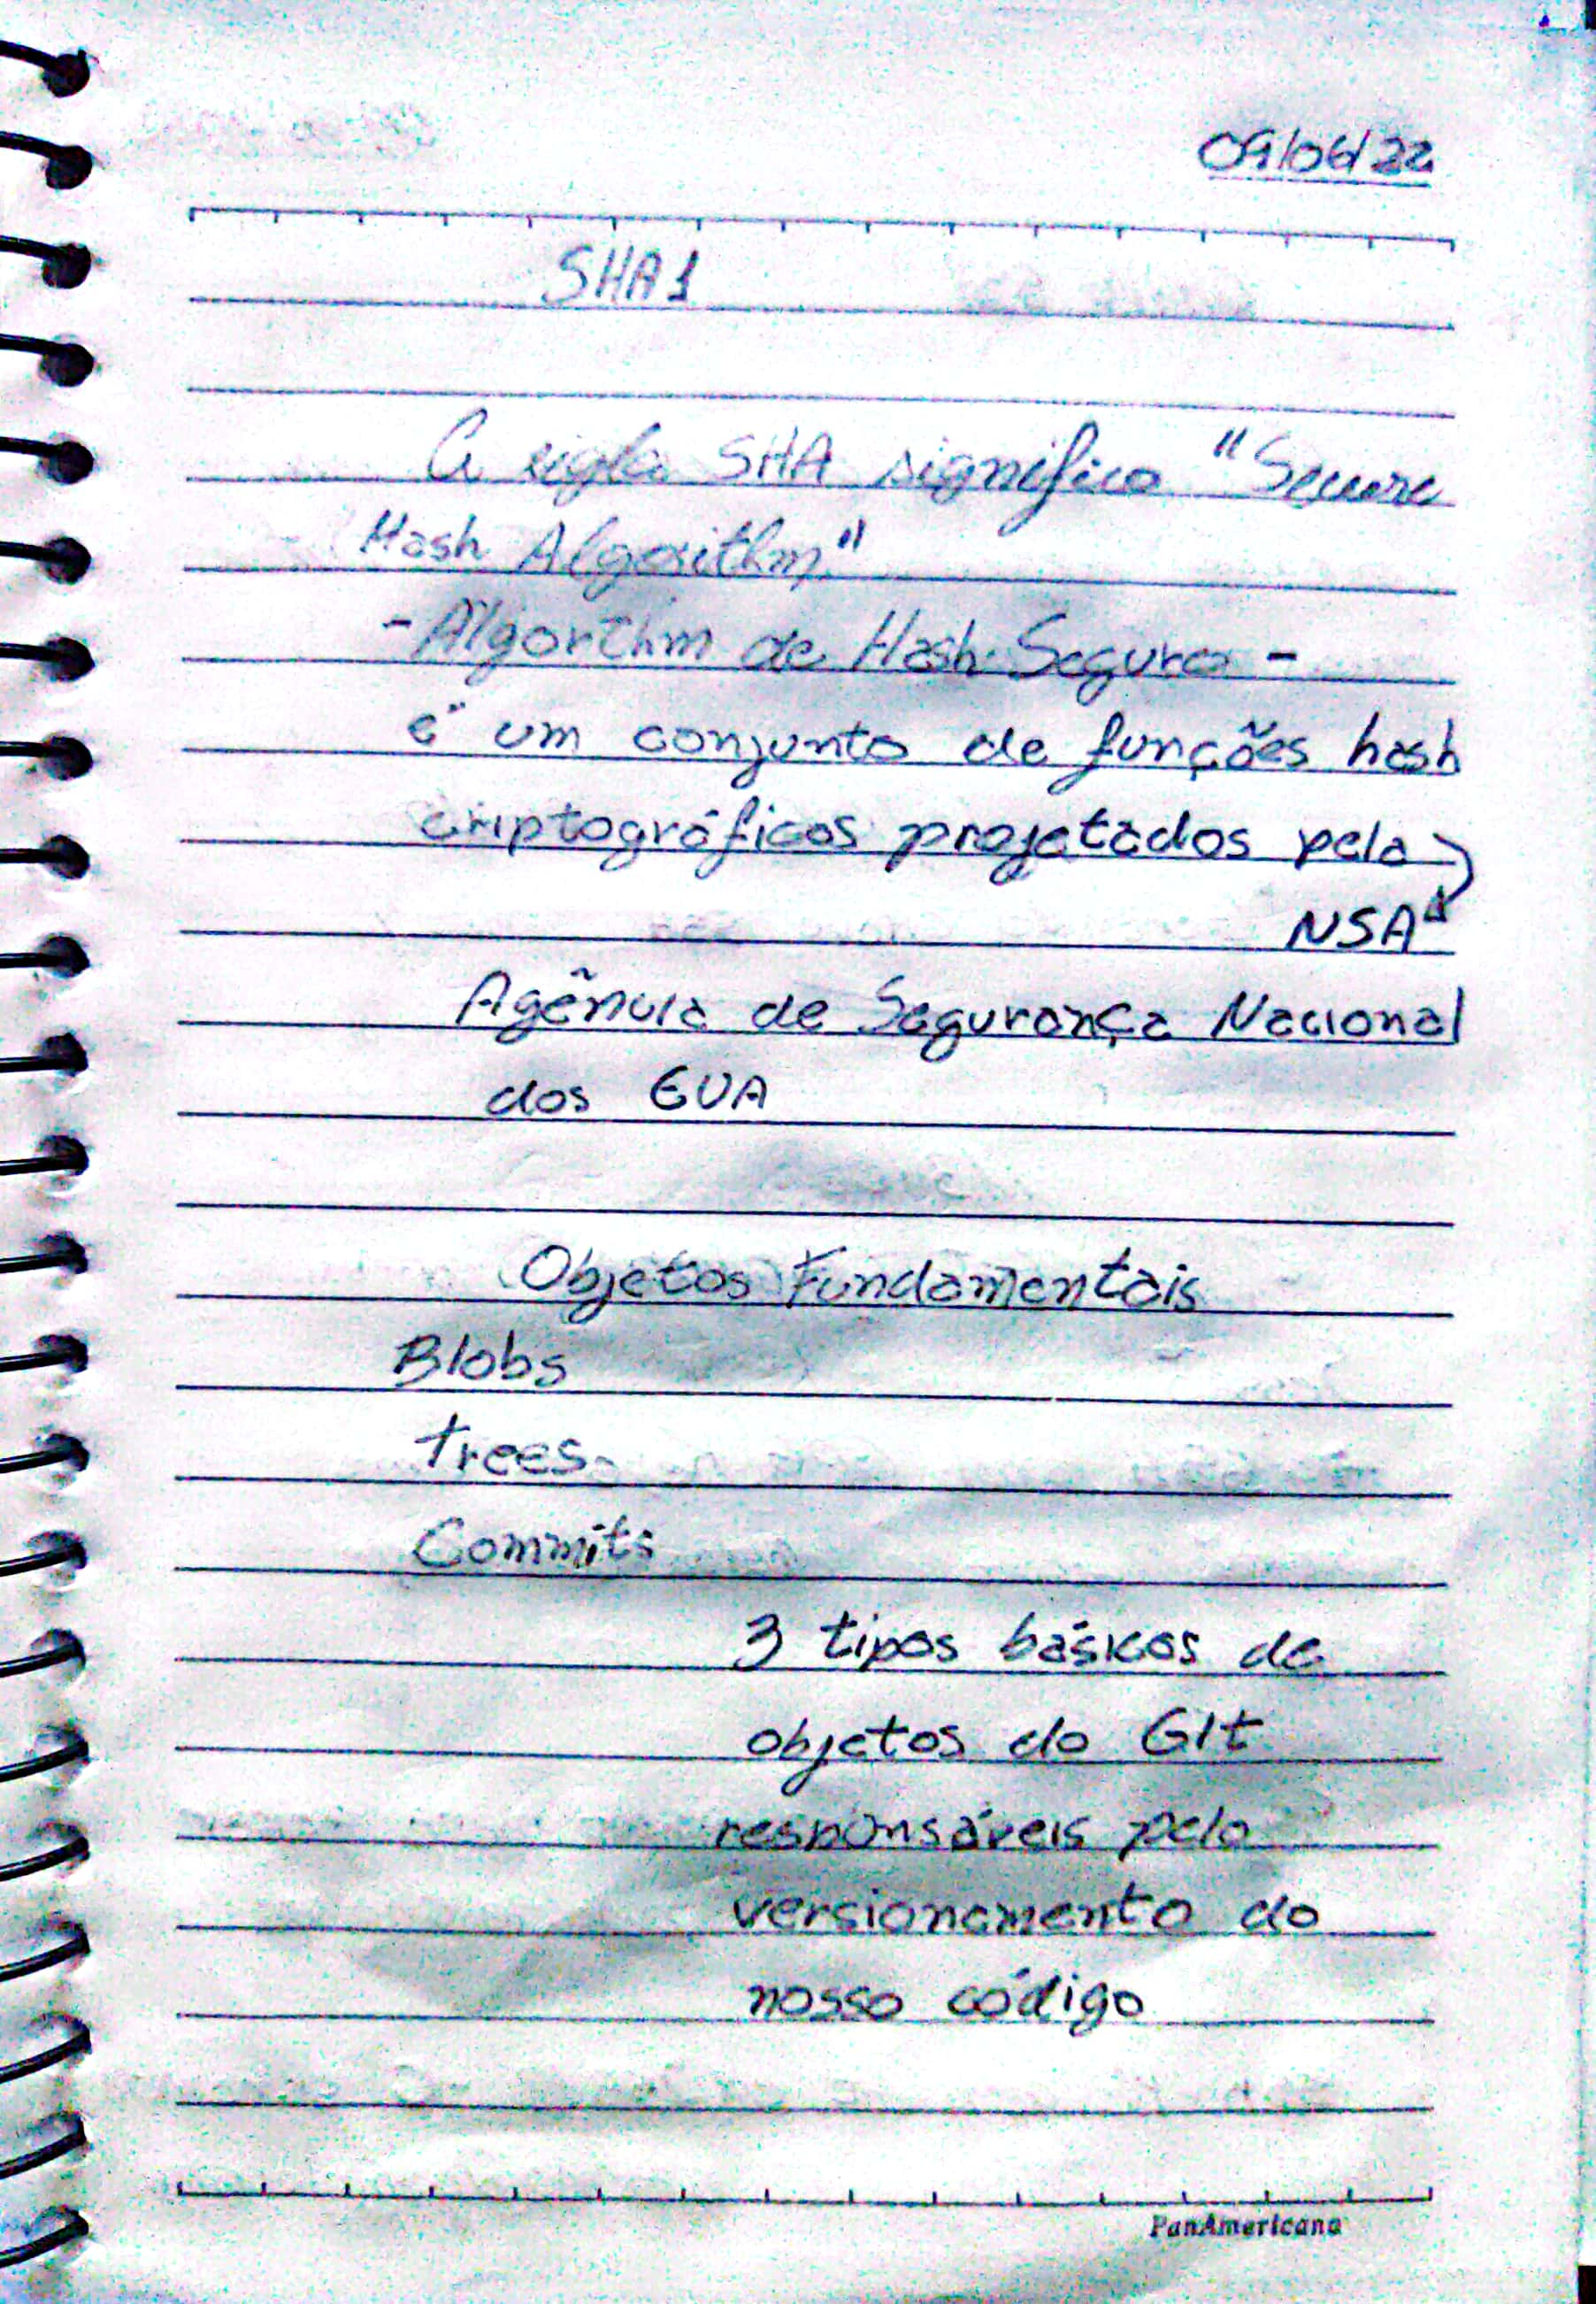 09/06/22
SHA1
A sigla SHA significa "Secure
Hash Algorithm"
- Algorthm de Hash Seguro -
é um conjunto de funções hash
criptográficas projetados pela
NSA
Agência de Segurança Nacional
dos EUA
Objetos Fundamentais
Blobs
Trees
Commits
3 tipos básicos de
objetos do Git
responsáveis pelo
versionamento do
nosso código
PanAmericana